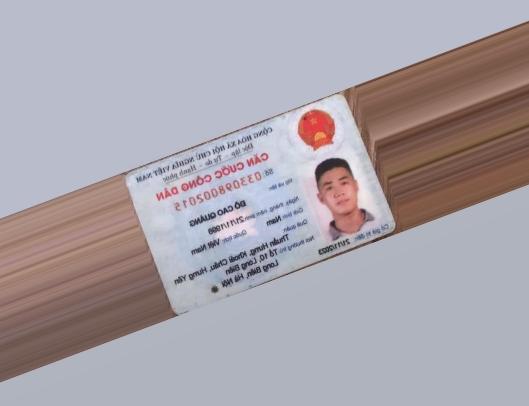 CỘNG HÒA XÃ HỘI CHỦ NGHĨA VIỆT NAM
Độc lập - Tự do - Hạnh phúc
CĂN CƯỚC CÔNG DÂN
Số: 033098002015
Họ và tên:
ĐỖ CAO QUANG
Ngày, tháng, năm sinh: 21/11/1998
Giới tính: Nam Quốc tịch: Việt Nam
Quê quán:
Thuần Hưng, Khoái Châu, Hưng Yên
Nơi thường trú: Tổ 10,
Long Biên, Long Biên, Hà Nội
Có giá trị đến: 21/11/2023